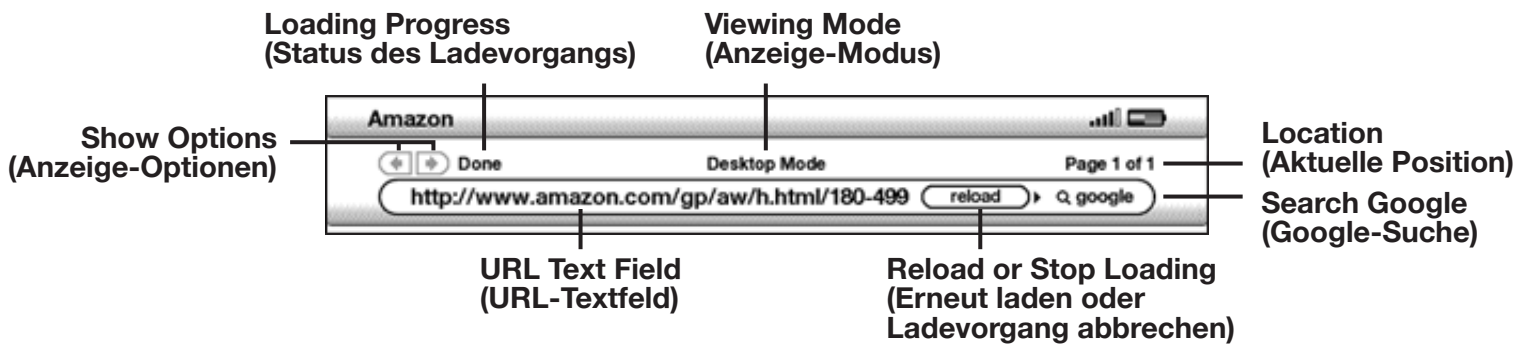 Loading Progress
(Status des Ladevorgangs)
Viewing Mode
(Anzeige-Modus)
Show Options
(Anzeige-Optionen)
Amazon
Done
Desktop Mode
Page 1 of 1
http://www.amazon.com/gp/aw/h.html/180-499
reload
google
Location
(Aktuelle Position)
Search Google
(Google-Suche)
URL Text Field
(URL-Textfeld)
Reload or Stop Loading
(Erneut laden oder
Ladevorgang abbrechen)